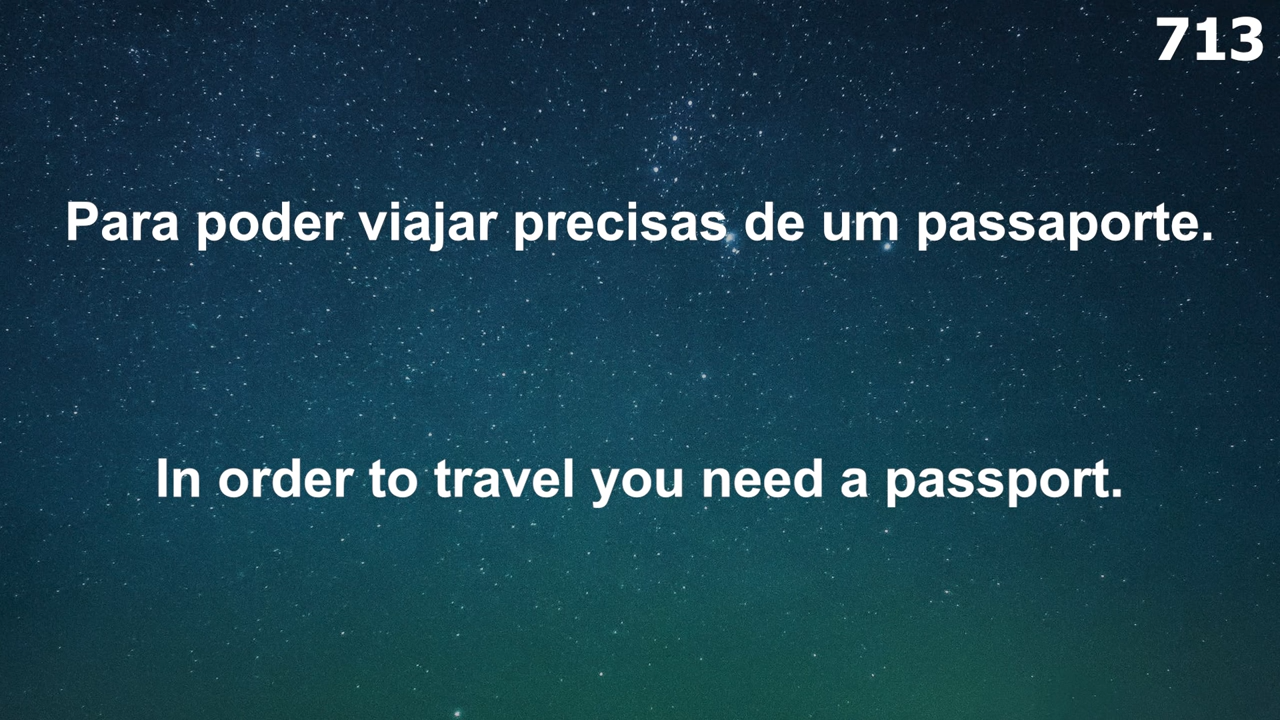 713
Para poder viajar precisas de um passaporte.
In order to travel you need a passport.